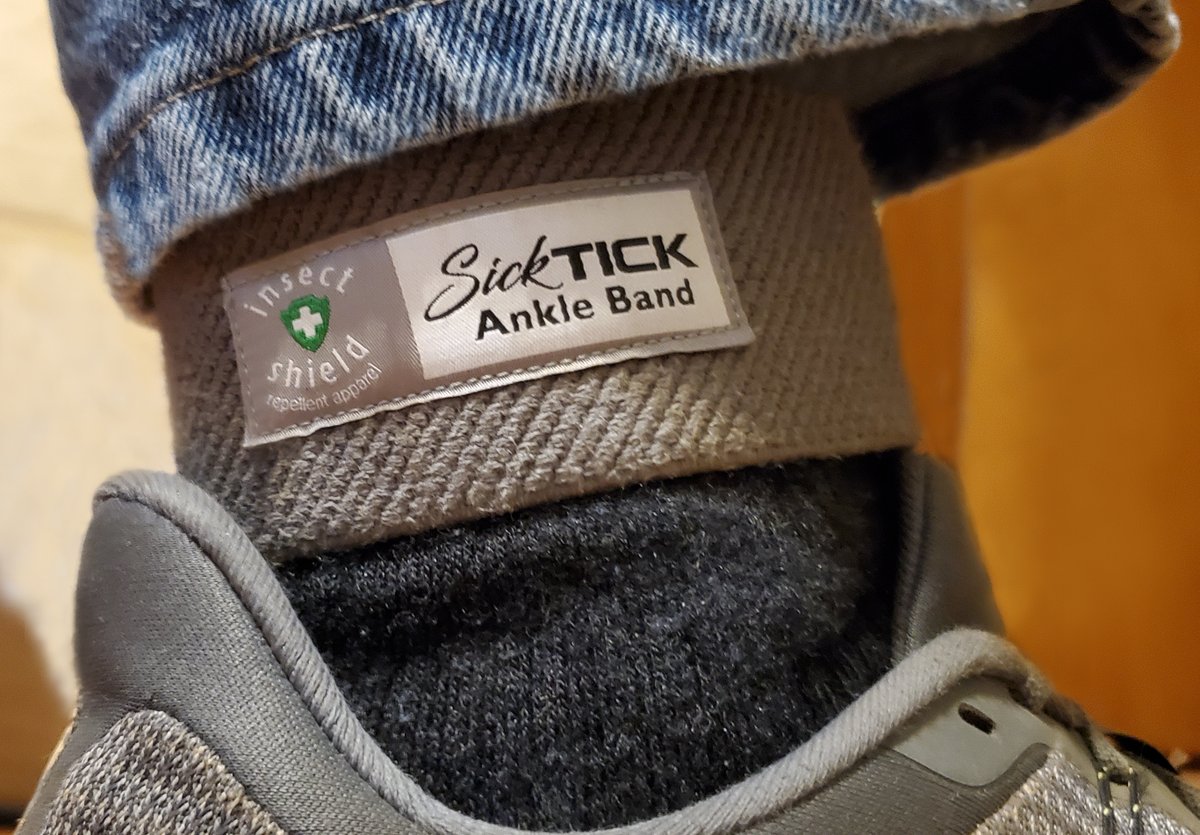 insect
shield
repellent apparel
SickTICK
Ankle Band